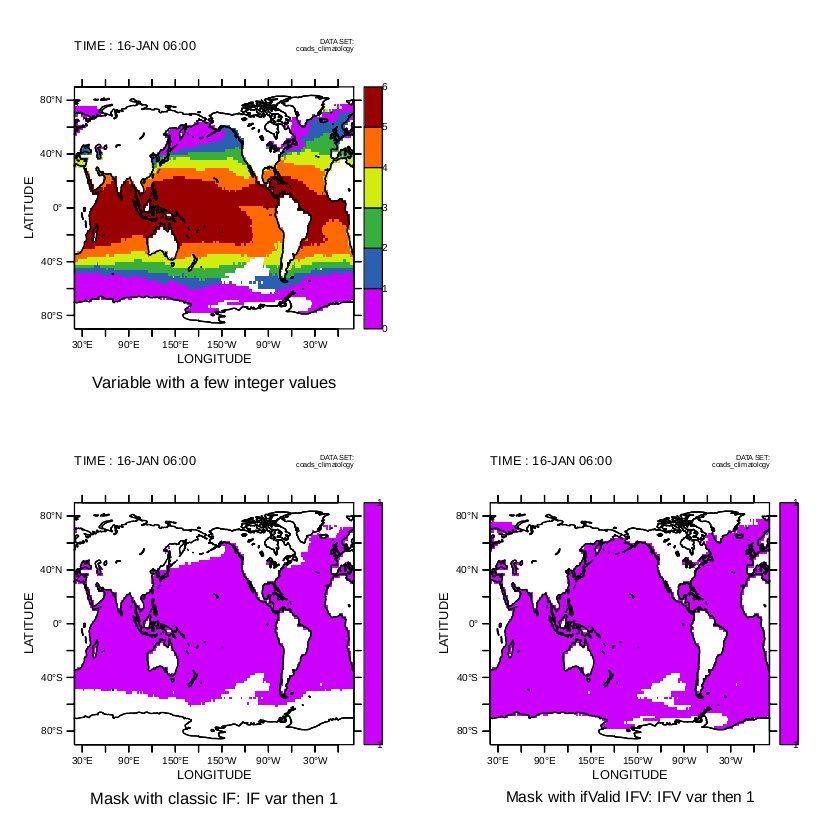 TIME : 16-JAN 06:00
DATA SET:
coads_climatology
80°N
40°N
0°
40°S
80°S
LATITUDE
30°E 90°E 150°E 150°W 90°W 30°W
LONGITUDE
6
5
4
3
2
1
0
Variable with a few integer values
TIME : 16-JAN 06:00
DATA SET:
coads_climatology
80°N
40°N
0°
40°S
80°S
LATITUDE
30°E 90°E 150°E 150°W 90°W 30°W
LONGITUDE
1
1
Mask with classic IF: IF var then 1
TIME : 16-JAN 06:00
DATA SET:
coads_climatology
80°N
40°N
0°
40°S
80°S
LATITUDE
30°E 90°E 150°E 150°W 90°W 30°W
LONGITUDE
1
1
Mask with ifValid IFV: IFV var then 1